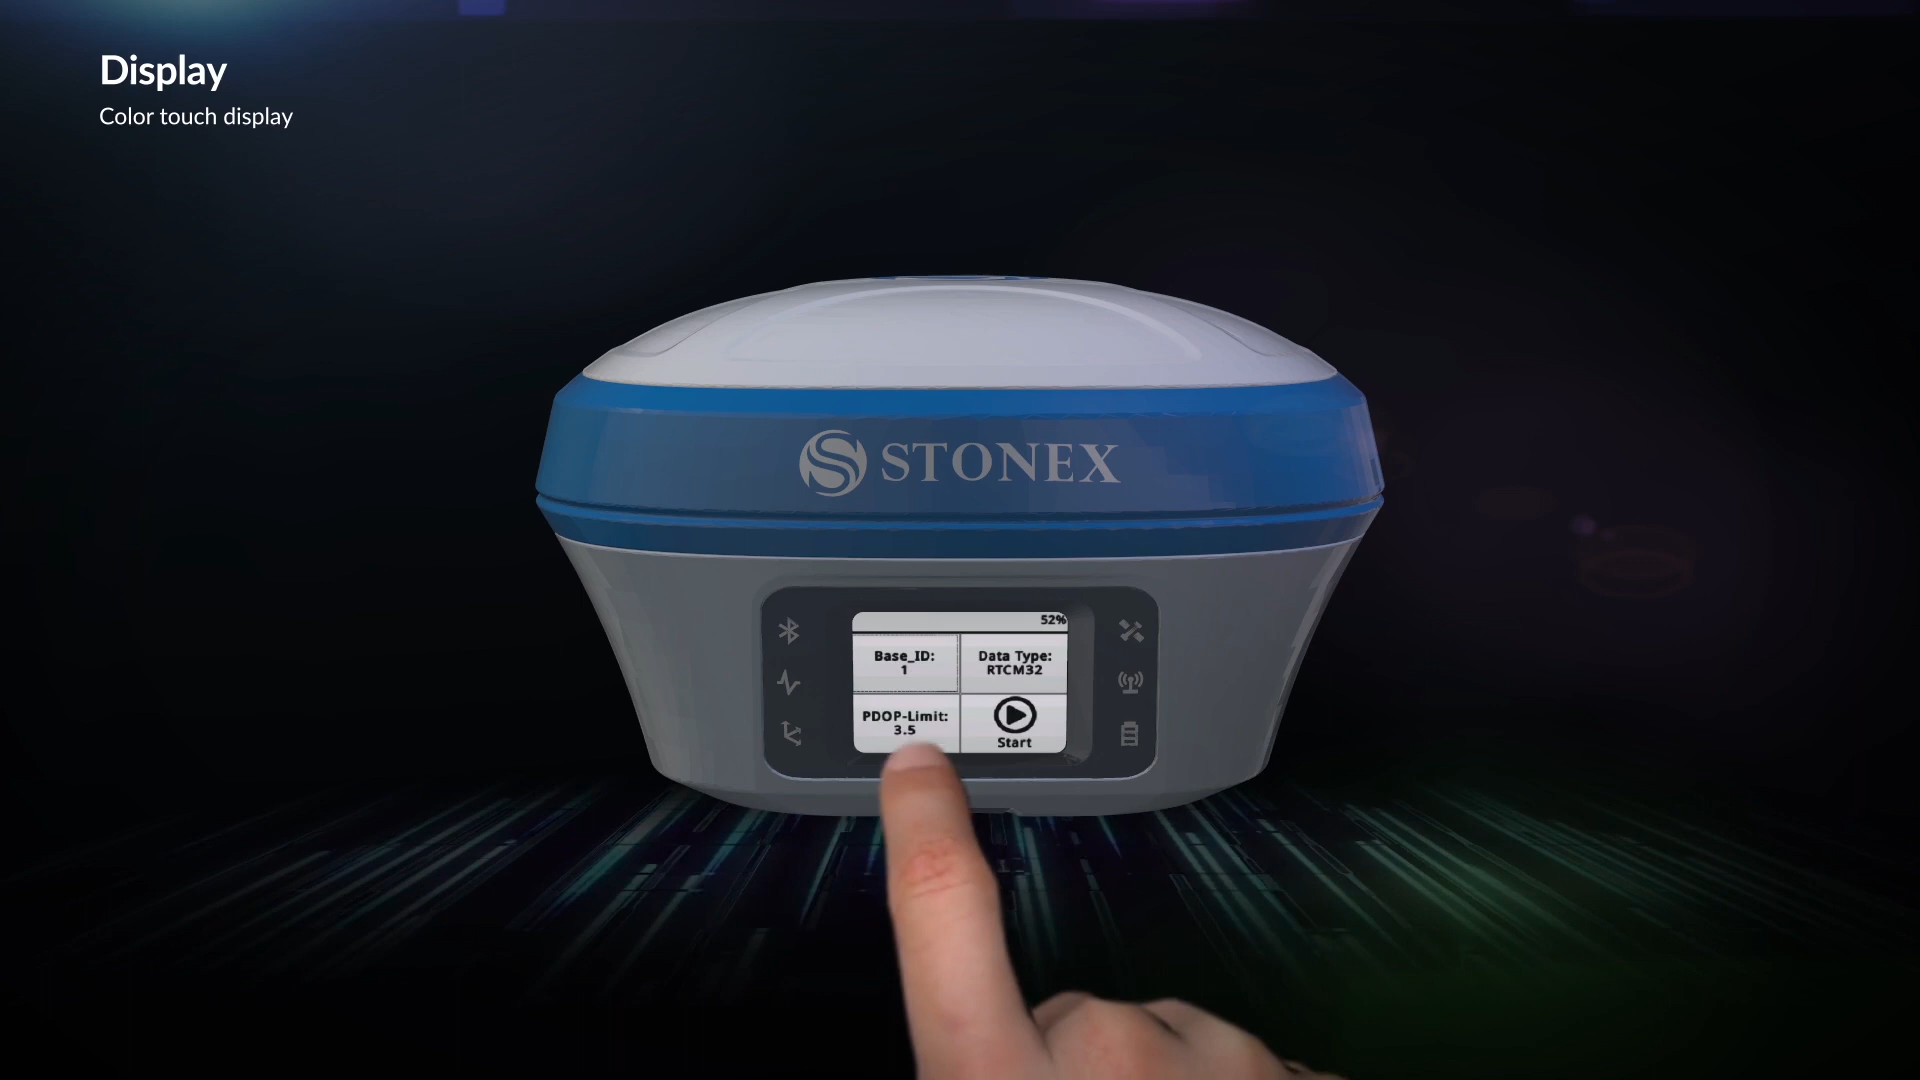 Display
Color touch display
STONEX
52%
Base_ID:
1
Data Type:
RTCM32
PDOP-Limit:
3.5
Start